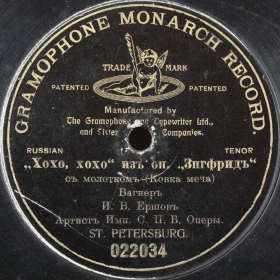 GRAMOPHONE MONARCH RECORD.
TRADE MARK
PATENTED PATENTED
Manufactured by
The Gramophone and Typewriter Ltd.,
and Sister Companies.
RUSSIAN TENOR
„Хохо, хохо“ изъ оп. „Зигфридъ“
съ молоткомъ (Ковка меча)
Вагнеръ
И. В. Ершовъ
Артистъ Имп. С. П. Б. Оперы.
ST. PETERSBURG.
022034